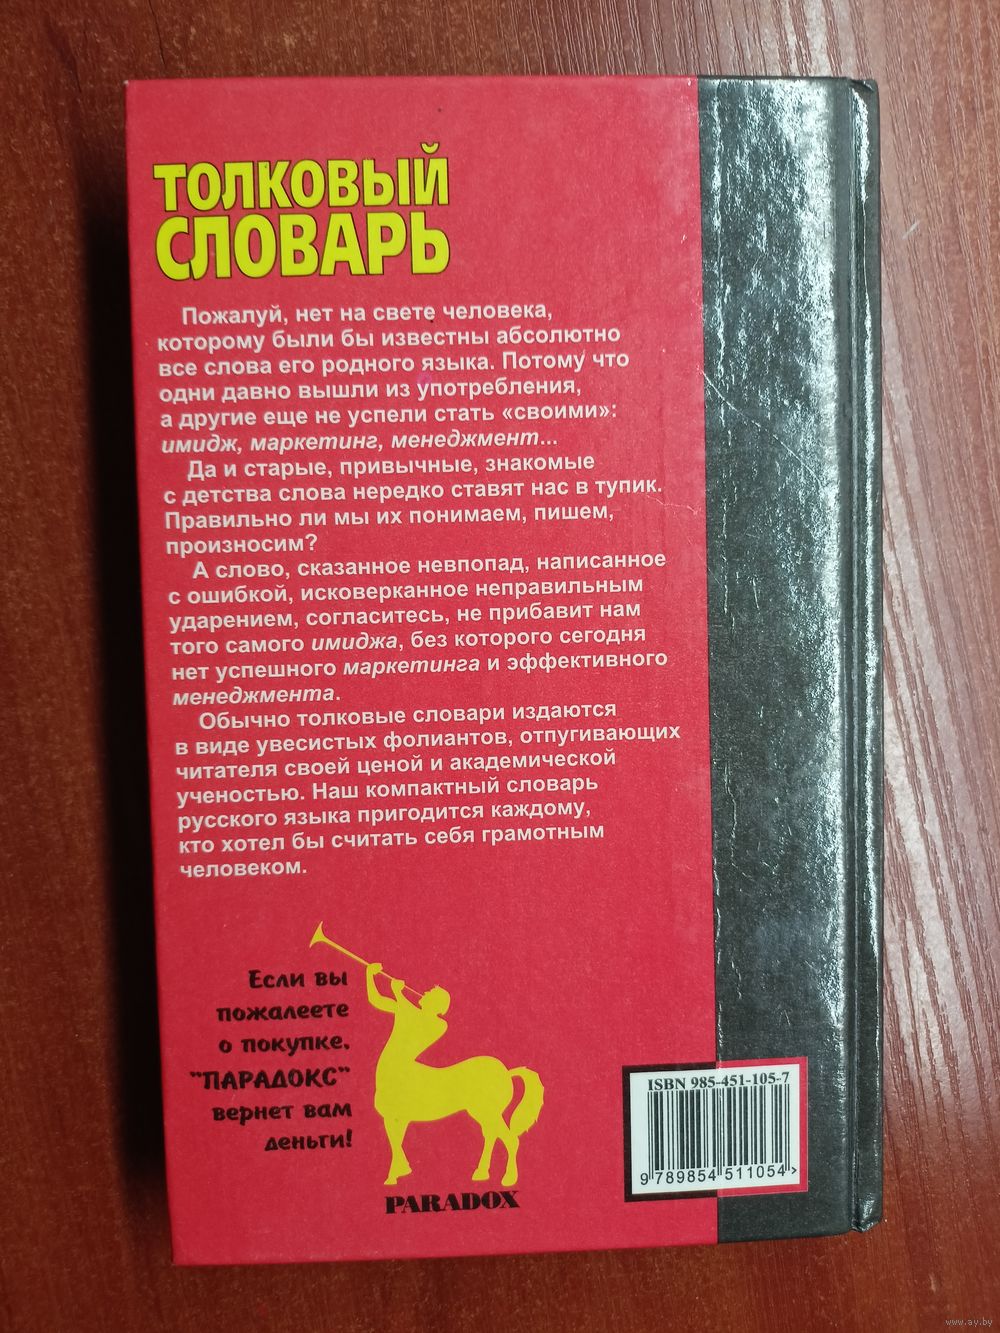 ТОЛКОВЫЙ
СЛОВАРЬ
Пожалуй, нет на свете человека,
которому были бы известны абсолютно
все слова его родного языка. Потому что
одни давно вышли из употребления,
а другие еще не успели стать «своими»:
имидж, маркетинг, менеджмент...
Да и старые, привычные, знакомые
с детства слова нередко ставят нас в тупик.
Правильно ли мы их понимаем, пишем,
произносим?
А слово, сказанное невпопад, написанное
с ошибкой, исковерканное неправильным
ударением, согласитесь, не прибавит нам
того самого имиджа, без которого сегодня
нет успешного маркетинга и эффективного
менеджмента.
Обычно толковые словари издаются
в виде увесистых фолиантов, отпугивающих
читателя своей ценой и академической
ученостью. Наш компактный словарь
русского языка пригодится каждому,
кто хотел бы считать себя грамотным
человеком.
Если вы
пожалеете
о покупке,
"ПАРАДОКС"
вернет вам
деньги!
PARADOX
ISBN 985-451-105-7
9 789854 511054 >
www.ay.by